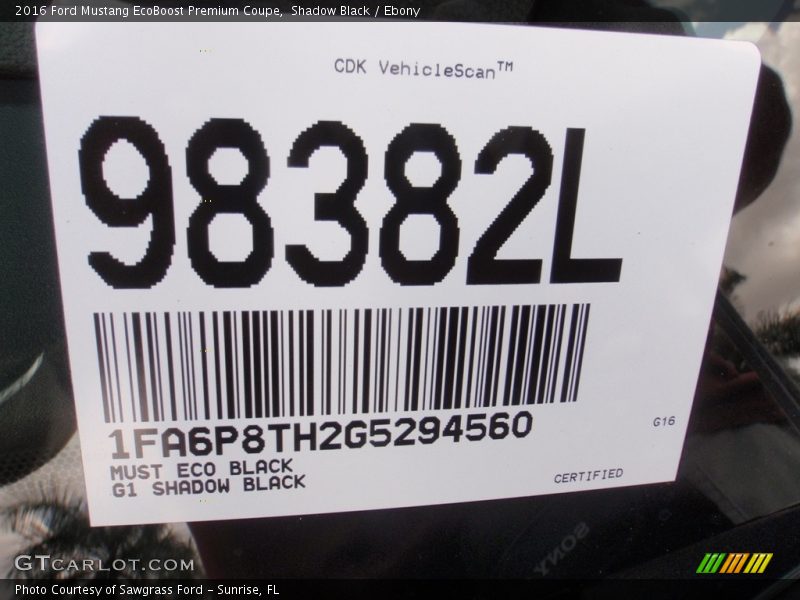 2016 Ford Mustang EcoBoost Premium Coupe, Shadow Black / Ebony
CDK VehicleScan™
98382L
1FA6P8TH2G5294560
MUST ECO BLACK
G1 SHADOW BLACK
G16
CERTIFIED
SONY
GTCARLOT.COM
Photo Courtesy of Sawgrass Ford - Sunrise, FL